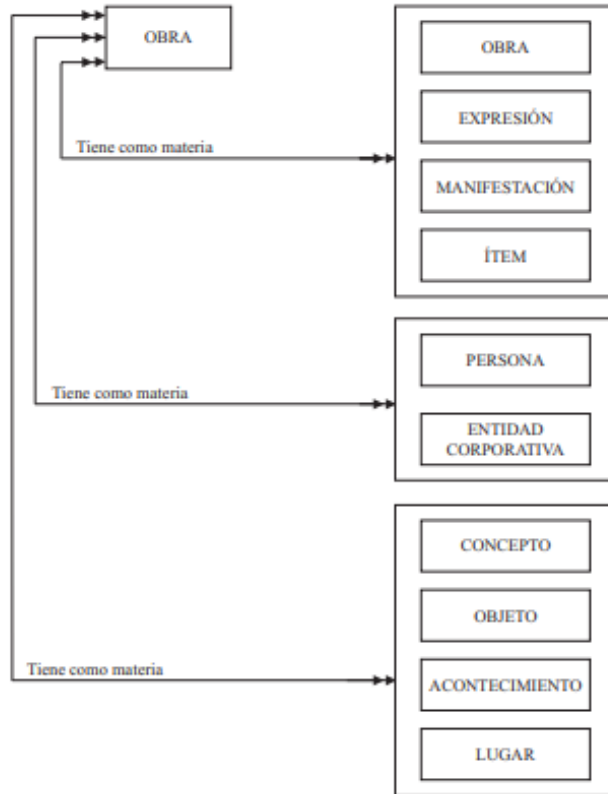 OBRA
OBRA
EXPRESIÓN
Tiene como materia
MANIFESTACIÓN
ÍTEM
PERSONA
Tiene como materia
ENTIDAD
CORPORATIVA
CONCEPTO
OBJETO
Tiene como materia
ACONTECIMIENTO
LUGAR